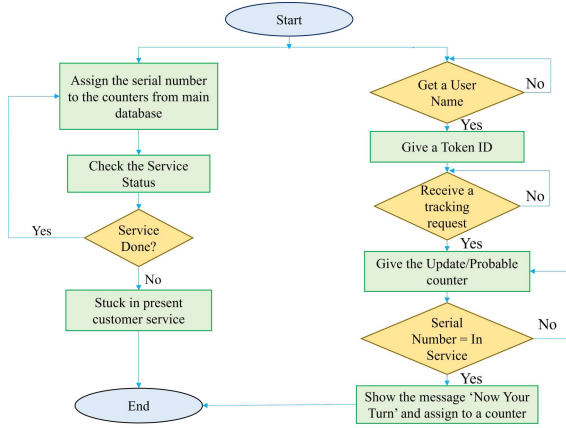 Start
Assign the serial number
to the counters from main
database
Check the Service
Status
Yes
Service
Done?
No
Stuck in present
customer service
End
Get a User
Name
No
Yes
Give a Token ID
Receive a
tracking
request
No
Yes
Give the Update/Probable
counter
Serial
Number = In
Service
No
Yes
Show the message ‘Now Your
Turn’ and assign to a counter